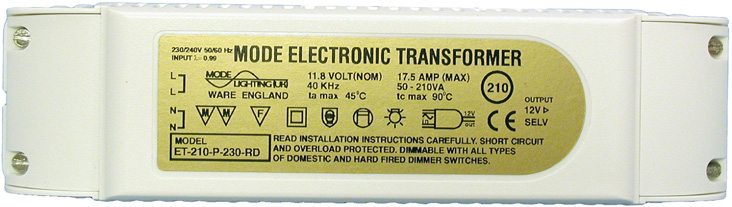 230/240V 50/60 Hz
INPUT λ= 0.99
MODE ELECTRONIC TRANSFORMER
L
L
N
N
MODE
LIGHTING (UK)
WARE ENGLAND
11.8 VOLT(NOM)
40 KHz
ta max 45°C
17.5 AMP (MAX)
50 - 210VA
tc max 90°C
210
OUTPUT
12V
SELV
M M F
12V
out
CE
MODEL
ET-210-P-230-RD
READ INSTALLATION INSTRUCTIONS CAREFULLY. SHORT CIRCUIT
AND OVERLOAD PROTECTED. DIMMABLE WITH ALL TYPES
OF DOMESTIC AND HARD FIRED DIMMER SWITCHES.